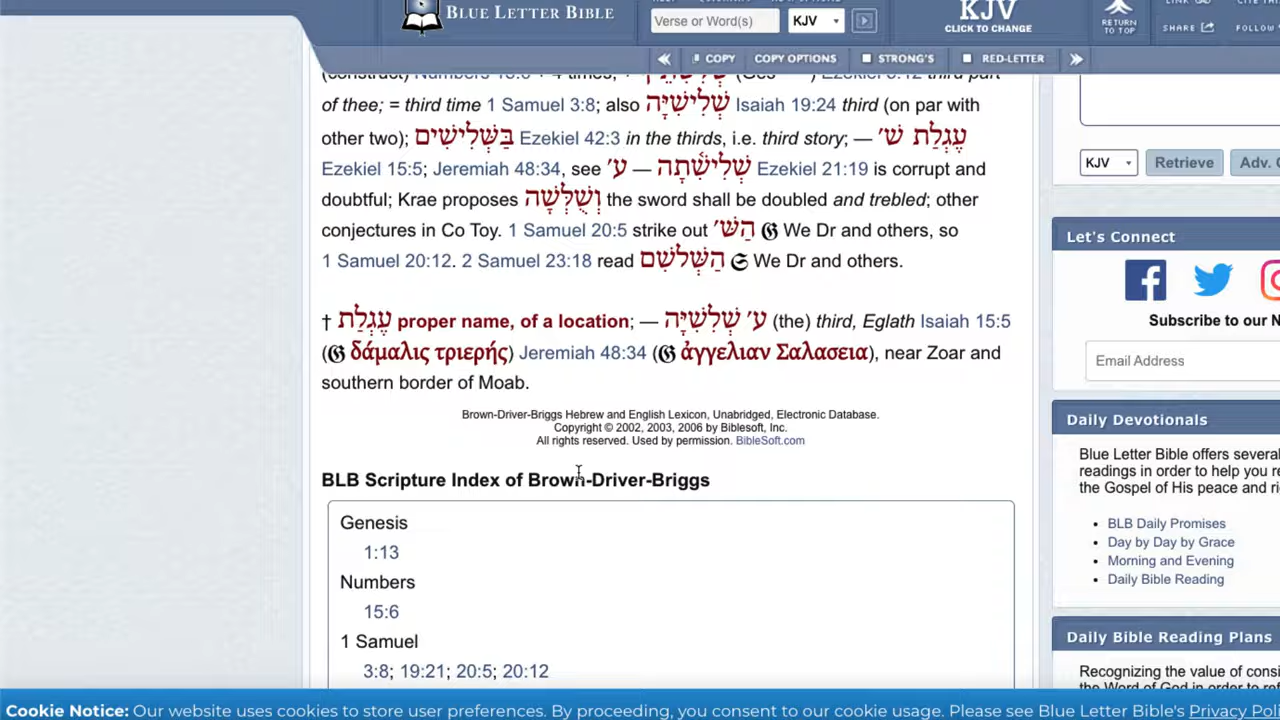 BLUE LETTER BIBLE
Verse or Word(s)
KJV
KJV
CLICK TO CHANGE
RETURN
TO TOP
SHARE
FOLLOW
COPY
COPY OPTIONS
STRONG'S
RED-LETTER
of thee; = third time 1 Samuel 3:8; also שְׁלִישִׁיָּה Isaiah 19:24 third (on par with
other two); בַּשְּׁלִישִׁים Ezekiel 42:3 in the thirds, i.e. third story; — עֶגְלַת שׁ׳
Ezekiel 15:5; Jeremiah 48:34, see ע׳ — שְׁלִישִׁתָה Ezekiel 21:19 is corrupt and
doubtful; Krae proposes וְשֻׁלְּשָׁה the sword shall be doubled and trebled; other
conjectures in Co Toy. 1 Samuel 20:5 strike out הַשּׁ׳ 𝕲 We Dr and others, so
1 Samuel 20:12. 2 Samuel 23:18 read הַשְּׁלשִׁם 𝕾 We Dr and others.
† עֶגְלַת proper name, of a location; — ע׳ שְׁלִשִׁיָּה (the) third, Eglath Isaiah 15:5
(𝕲 δάμαλις τριερής) Jeremiah 48:34 (𝕲 ἀγγελιαν Σαλασεια), near Zoar and
southern border of Moab.
Brown-Driver-Briggs Hebrew and English Lexicon, Unabridged, Electronic Database.
Copyright © 2002, 2003, 2006 by Biblesoft, Inc.
All rights reserved. Used by permission. BibleSoft.com
BLB Scripture Index of Brown-Driver-Briggs
Genesis
1:13
Numbers
15:6
1 Samuel
3:8; 19:21; 20:5; 20:12
KJV
Retrieve
Adv.
Let's Connect
Subscribe to our
Email Address
Daily Devotionals
Blue Letter Bible offers several
readings in order to help you
the Gospel of His peace and
• BLB Daily Promises
• Day by Day by Grace
• Morning and Evening
• Daily Bible Reading
Daily Bible Reading Plans
Recognizing the value of
Cookie Notice: Our website uses cookies to store user preferences. By proceeding, you consent to our cookie usage. Please see Blue Letter Bible's Privacy